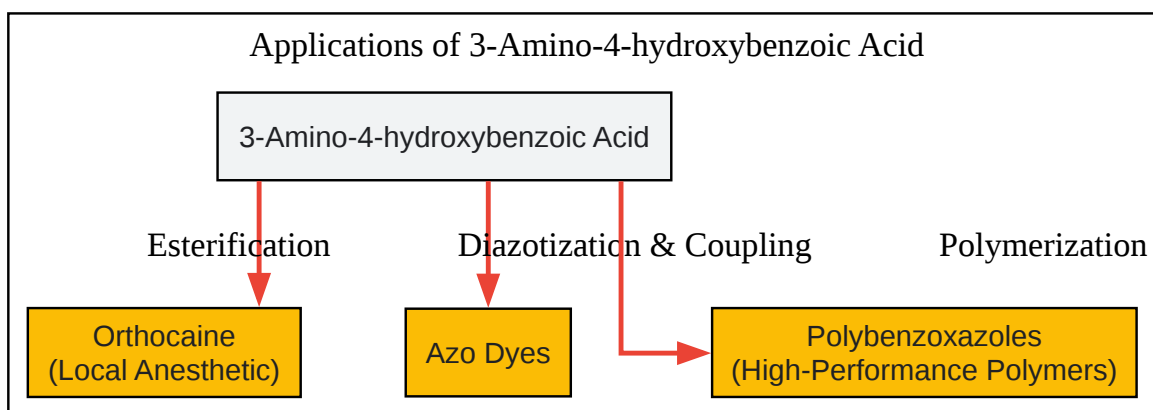 Applications of 3-Amino-4-hydroxybenzoic Acid
3-Amino-4-hydroxybenzoic Acid
Esterification
Diazotization & Coupling
Polymerization
Orthocaine
(Local Anesthetic)
Azo Dyes
Polybenzoxazoles
(High-Performance Polymers)